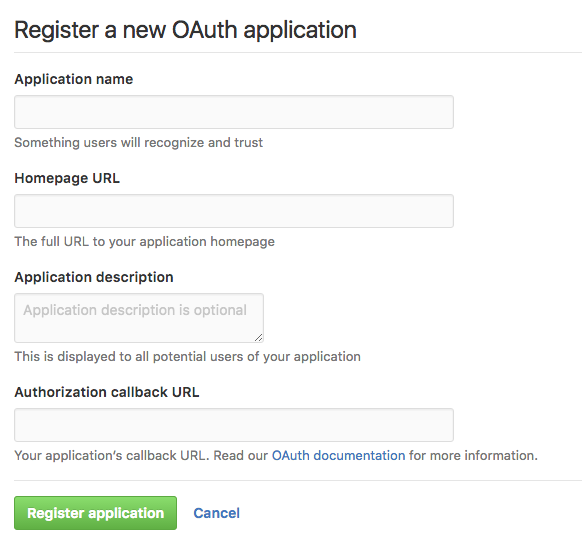 Register a new OAuth application
Application name
Something users will recognize and trust
Homepage URL
The full URL to your application homepage
Application description
Application description is optional
This is displayed to all potential users of your application
Authorization callback URL
Your application’s callback URL. Read our OAuth documentation for more information.
Register application Cancel